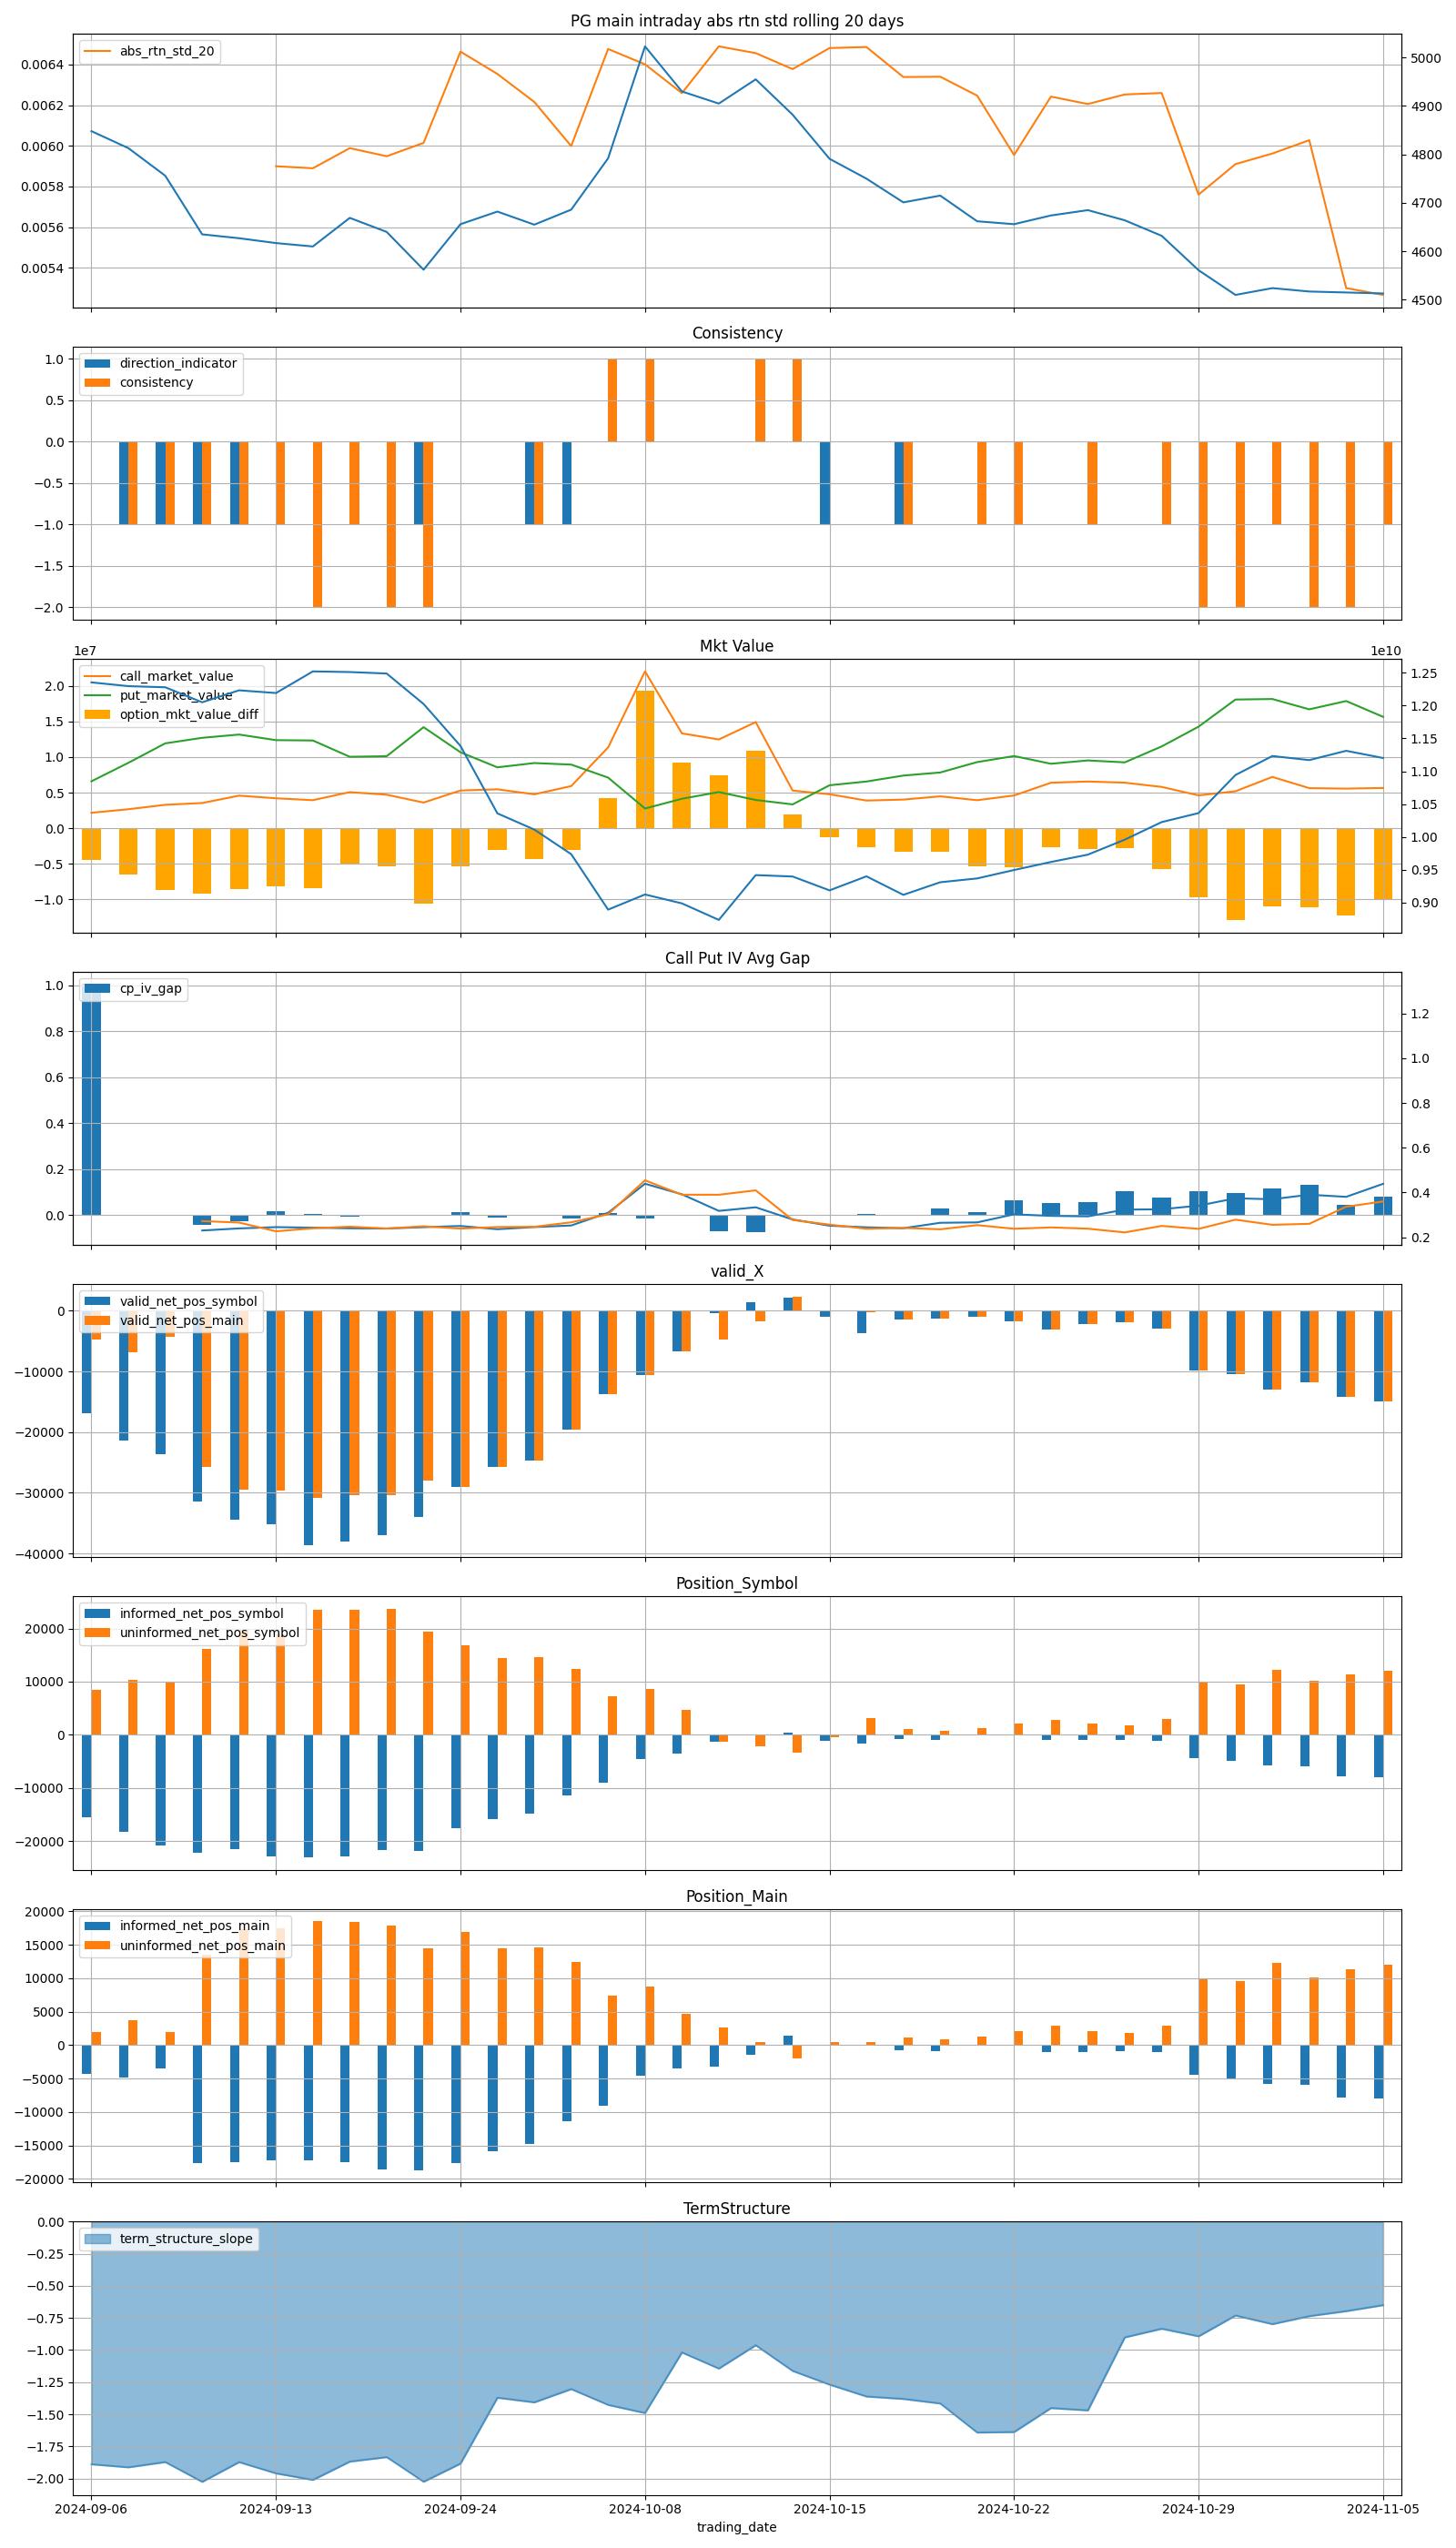 PG main intraday abs rtn std rolling 20 days
abs_rtn_std_20
0.0064
0.0062
0.0060
0.0058
0.0056
0.0054
5000
4900
4800
4700
4600
4500
Consistency
direction_indicator
consistency
1.0
0.5
0.0
−0.5
−1.0
−1.5
−2.0
Mkt Value
1e7
1e10
call_market_value
put_market_value
option_mkt_value_diff
2.0
1.5
1.0
0.5
0.0
−0.5
−1.0
1.25
1.20
1.15
1.10
1.05
1.00
0.95
0.90
Call Put IV Avg Gap
cp_iv_gap
1.0
0.8
0.6
0.4
0.2
0.0
1.2
1.0
0.8
0.6
0.4
0.2
valid_X
valid_net_pos_symbol
valid_net_pos_main
0
−10000
−20000
−30000
−40000
Position_Symbol
informed_net_pos_symbol
uninformed_net_pos_symbol
20000
10000
0
−10000
−20000
Position_Main
informed_net_pos_main
uninformed_net_pos_main
20000
15000
10000
5000
0
−5000
−10000
−15000
−20000
TermStructure
term_structure_slope
0.00
−0.25
−0.50
−0.75
−1.00
−1.25
−1.50
−1.75
−2.00
2024-09-06 2024-09-13 2024-09-24 2024-10-08 2024-10-15 2024-10-22 2024-10-29 2024-11-05
trading_date